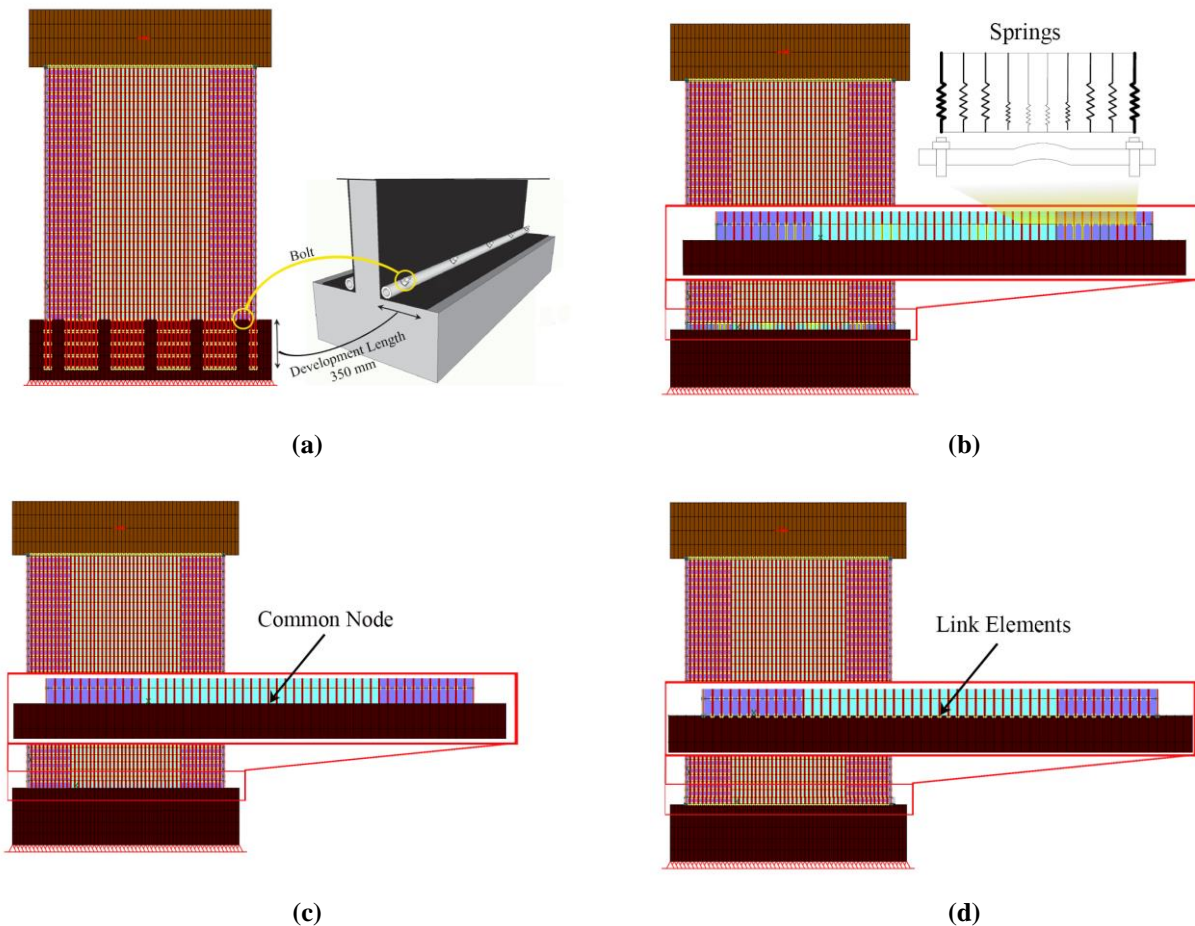 Springs
Bolt
Development Length
350 mm
(a)
(b)
Common Node
Link Elements
(c)
(d)